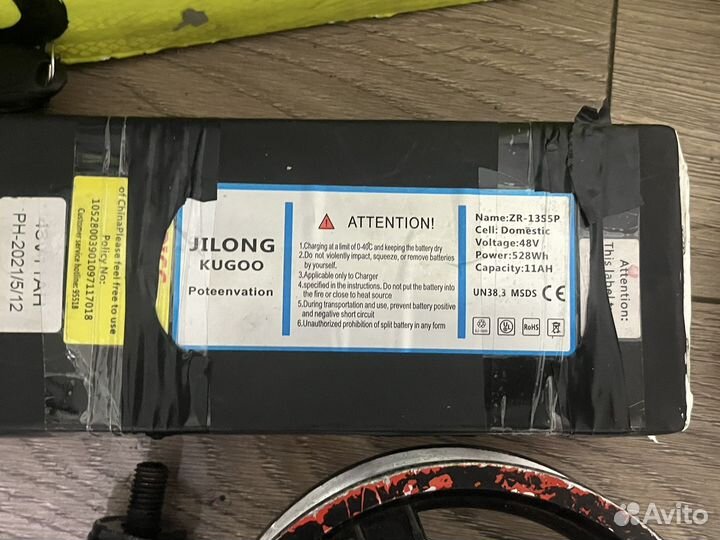 48V11AH
PH-2021/5/12
of ChinaPlease feel free to use
Policy No:
10528003901097117018
Customer service hotline: 95518
JILONG
KUGOO
Poteenvation
ATTENTION!
1.Charging at a limit of 0-40℃ and keeping the battery dry
2.Do not violently impact, squeeze, or remove batteries
by yourself.
3.Applicable only to Charger
4.specified in the instructions. Do not put the battery into
the fire or close to heat source
5.During transportation and use, prevent battery positive
and negative short circuit
6.Unauthorized prohibition of split battery in any form
Name:ZR-13S5P
Cell: Domestic
Voltage:48V
Power:528Wh
Capacity:11AH
UN38.3 MSDS CE
RoHS
Attention:
This label
Avito